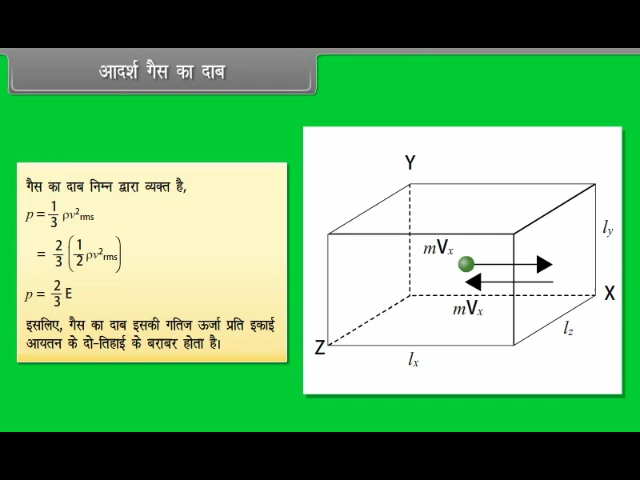 आदर्श गैस का दाब
गैस का दाब निम्न द्वारा व्यक्त है,
p = 1/3 ρv²rms
= 2/3 (1/2 ρv²rms)
p = 2/3 E
इसलिए, गैस का दाब इसकी गतिज ऊर्जा प्रति इकाई
आयतन के दो-तिहाई के बराबर होता है।
Y
ly
mVx
X
mVx
lz
Z
lx